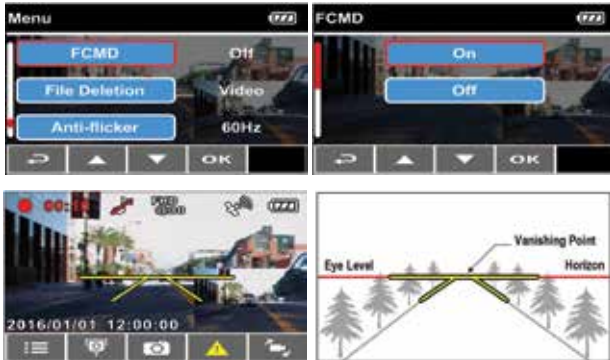 Menu
FCMD Off
File Deletion Video
Anti-flicker 60Hz
OK
FCMD
On
Off
OK
FHD
2016/01/01 12:00:00
Vanishing Point
Eye Level Horizon